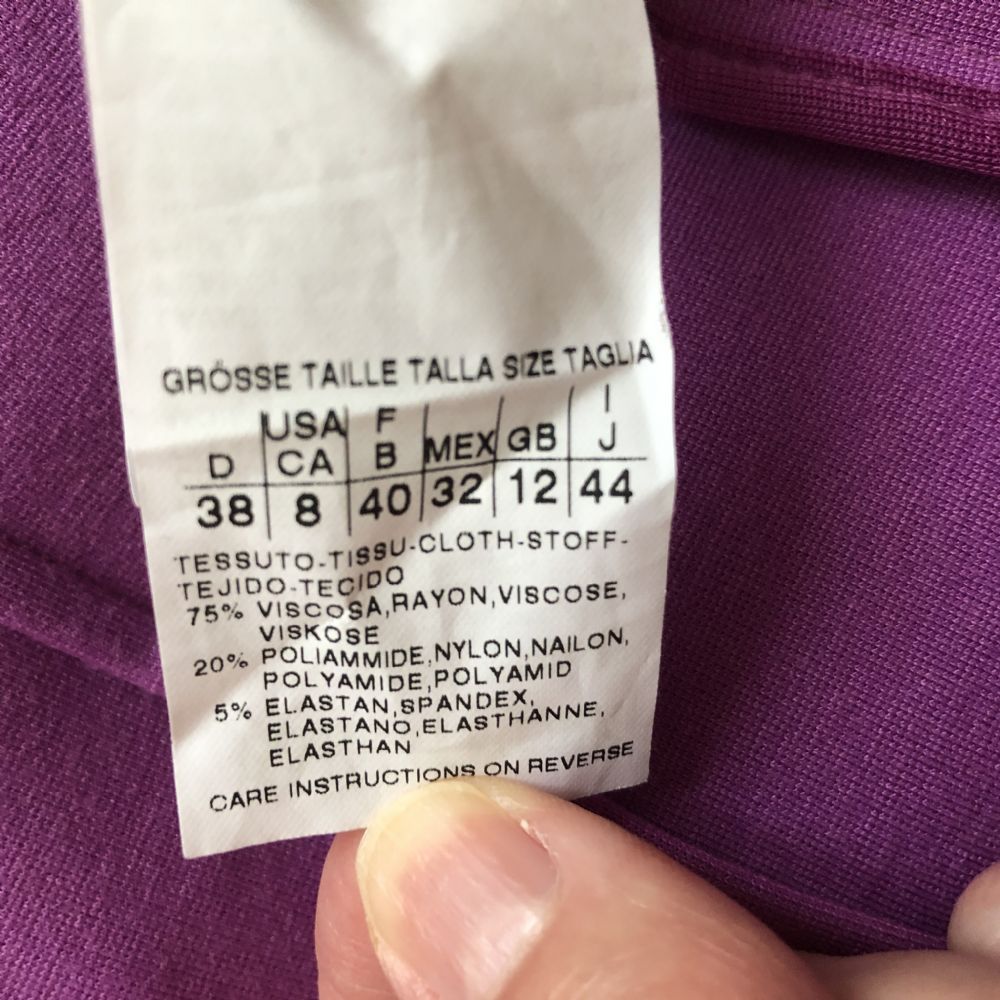 GRÖSSE TAILLE TALLA SIZE TAGLIA
D USA CA F B MEX GB I J
38 8 40 32 12 44
TESSUTO-TISSU-CLOTH-STOFF-
TEJIDO-TECIDO
75% VISCOSA,RAYON,VISCOSE,
VISKOSE
20% POLIAMMIDE,NYLON,NAILON,
POLYAMIDE,POLYAMID
5% ELASTAN,SPANDEX,
ELASTANO,ELASTHANNE,
ELASTHAN
CARE INSTRUCTIONS ON REVERSE